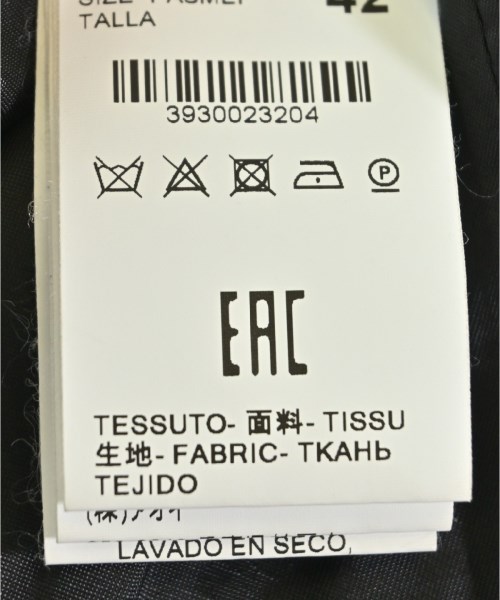 TALLA 42
3930023204
P
EAC
TESSUTO- 面料- TISSU
生地- FABRIC- ТКАНЬ
TEJIDO
LAVADO EN SECO,